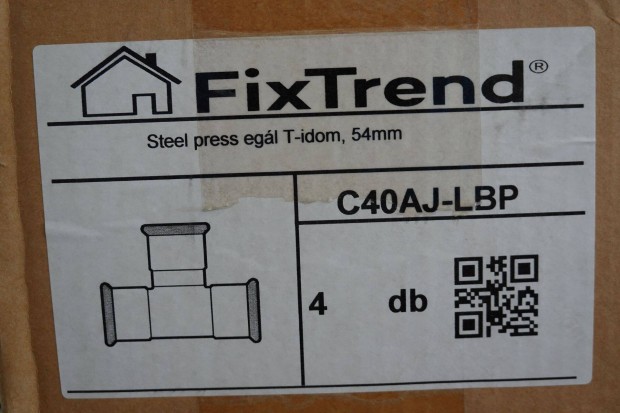 FixTrend®
Steel press egál T-idom, 54mm
C40AJ-LBP
4 db